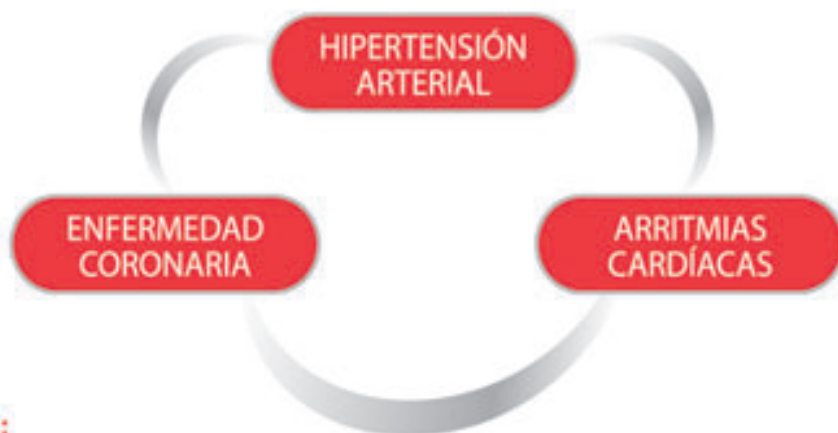 HIPERTENSIÓN
ARTERIAL
ENFERMEDAD
CORONARIA
ARRITMIAS
CARDÍACAS